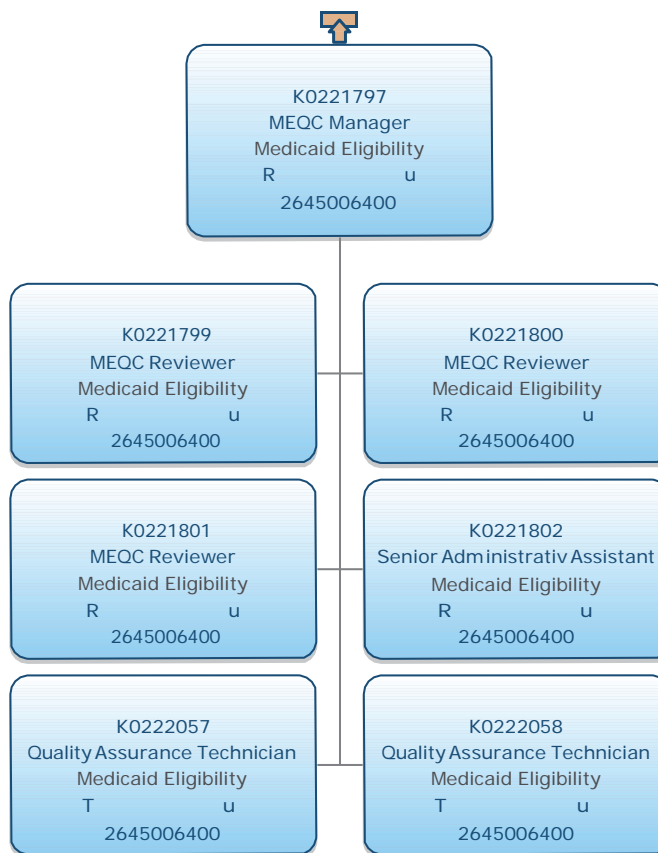 K0221797
MEQC Manager
Medicaid Eligibility
R u
2645006400
K0221799
MEQC Reviewer
Medicaid Eligibility
R u
2645006400
K0221800
MEQC Reviewer
Medicaid Eligibility
R u
2645006400
K0221801
MEQC Reviewer
Medicaid Eligibility
R u
2645006400
K0221802
Senior Administrativ Assistant
Medicaid Eligibility
R u
2645006400
K0222057
Quality Assurance Technician
Medicaid Eligibility
T u
2645006400
K0222058
Quality Assurance Technician
Medicaid Eligibility
T u
2645006400